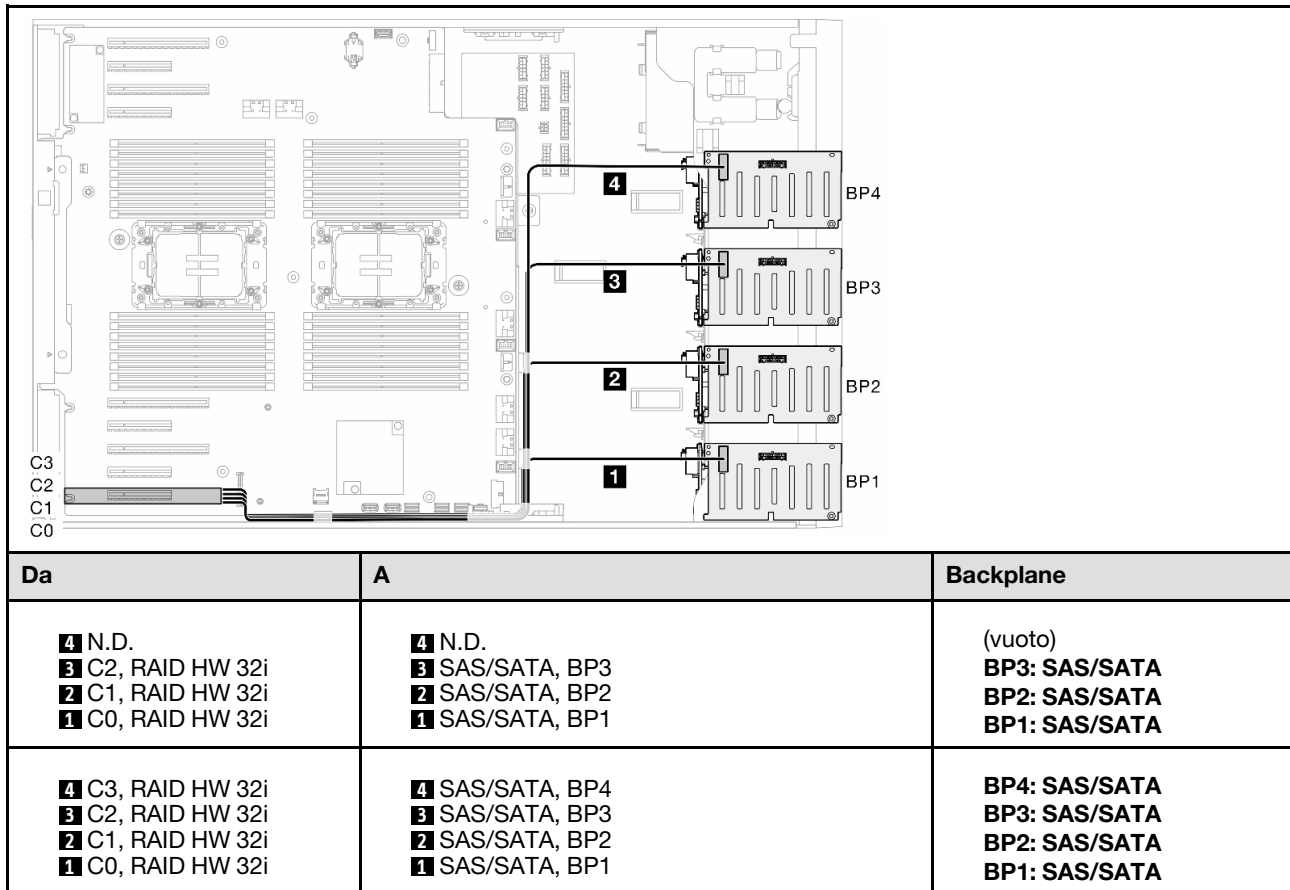 4
BP4
3
BP3
2
BP2
1
BP1
C3
C2
C1
C0
Da
A
Backplane
4 N.D.
3 C2, RAID HW 32i
2 C1, RAID HW 32i
1 C0, RAID HW 32i
4 N.D.
3 SAS/SATA, BP3
2 SAS/SATA, BP2
1 SAS/SATA, BP1
(vuoto)
BP3: SAS/SATA
BP2: SAS/SATA
BP1: SAS/SATA
4 C3, RAID HW 32i
3 C2, RAID HW 32i
2 C1, RAID HW 32i
1 C0, RAID HW 32i
4 SAS/SATA, BP4
3 SAS/SATA, BP3
2 SAS/SATA, BP2
1 SAS/SATA, BP1
BP4: SAS/SATA
BP3: SAS/SATA
BP2: SAS/SATA
BP1: SAS/SATA